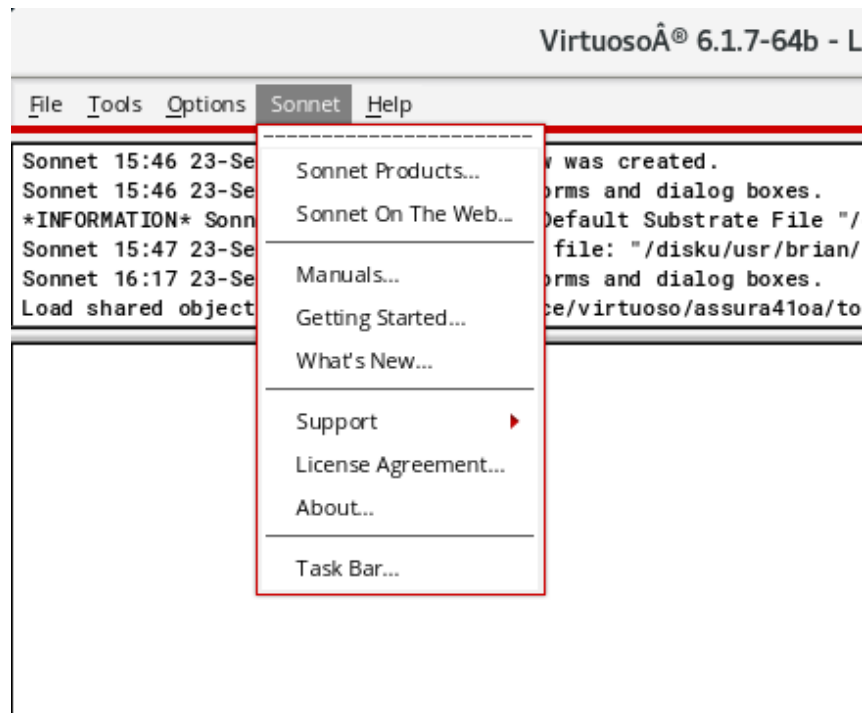 VirtuosoÂ® 6.1.7-64b - L
File Tools Options Sonnet Help
Sonnet 15:46 23-Se
Sonnet 15:46 23-Se
*INFORMATION* Sonn
Sonnet 15:47 23-Se
Sonnet 16:17 23-Se
Load shared object
was created.
orms and dialog boxes.
Default Substrate File "/
file: "/disku/usr/brian/
orms and dialog boxes.
ce/virtuoso/assura41oa/to
Sonnet Products...
Sonnet On The Web...
Manuals...
Getting Started...
What's New...
Support
License Agreement...
About...
Task Bar...